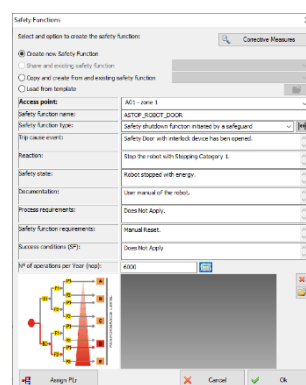 Safety Functions
Select and option to create the safety function:
Corrective Measures
Create new Safety Function
Share and existing safety function
Copy and create from and existing safety function
Load from template
Access point: A01 - zone 1
Safety function name: ASTOP_ROBOT_DOOR
Safety function type: Safety shutdown function initiated by a safeguard
Trip cause event: Safety Door with interlock device has ben opened.
Reaction: Stop the robot with Stopping Category 1.
Safety state: Robot stopped with energy.
Documentation: User manual of the robot.
Process requirements: Does Not Apply.
Safety function requirements: Manual Reset.
Success conditions (SF): Does Not Apply
Nº of operations per Year (nop): 6000
Assign PLr
Cancel
Ok